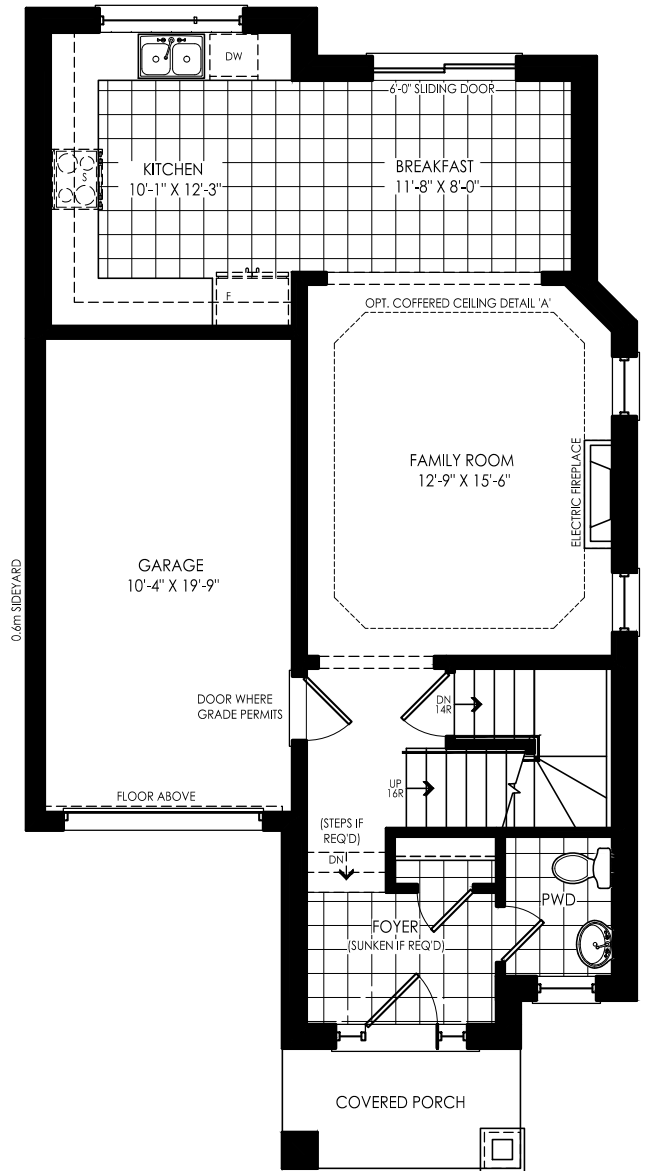 DW
6'-0" SLIDING DOOR
KITCHEN
10'-1" X 12'-3"
BREAKFAST
11'-8" X 8'-0"
S
F
OPT. COFFERED CEILING DETAIL 'A'
FAMILY ROOM
12'-9" X 15'-6"
ELECTRIC FIREPLACE
GARAGE
10'-4" X 19'-9"
0.6m SIDEYARD
DOOR WHERE
GRADE PERMITS
DN
14R
UP
16R
FLOOR ABOVE
(STEPS IF
REQ'D)
DN
PWD
FOYER
(SUNKEN IF REQ'D)
COVERED PORCH